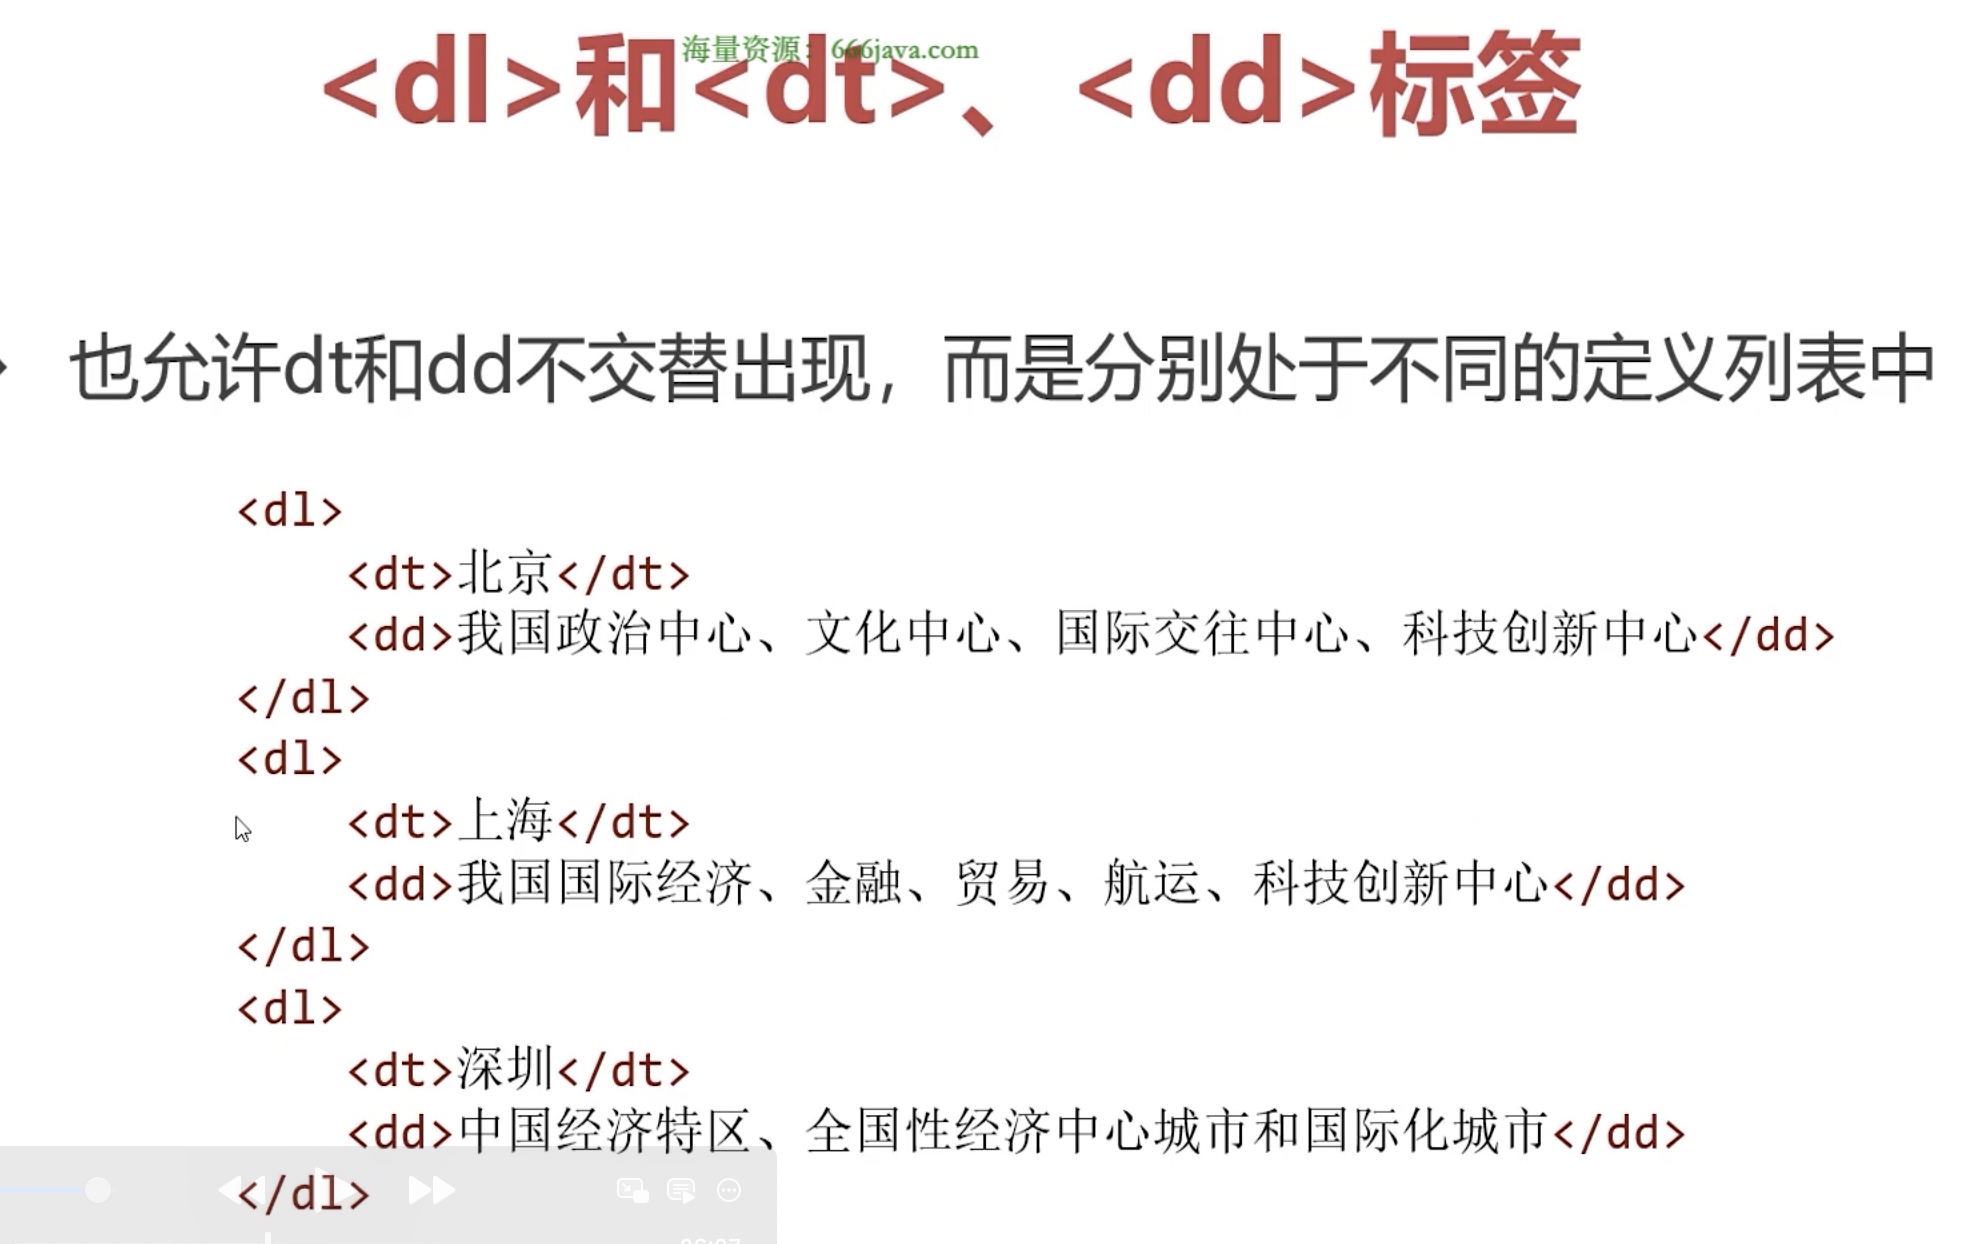 海量资源：666java.com
<dl>和<dt>、<dd>标签
也允许dt和dd不交替出现，而是分别处于不同的定义列表中
<dl>
<dt>北京</dt>
<dd>我国政治中心、文化中心、国际交往中心、科技创新中心</dd>
</dl>
<dl>
<dt>上海</dt>
<dd>我国国际经济、金融、贸易、航运、科技创新中心</dd>
</dl>
<dl>
<dt>深圳</dt>
<dd>中国经济特区、全国性经济中心城市和国际化城市</dd>
</dl>